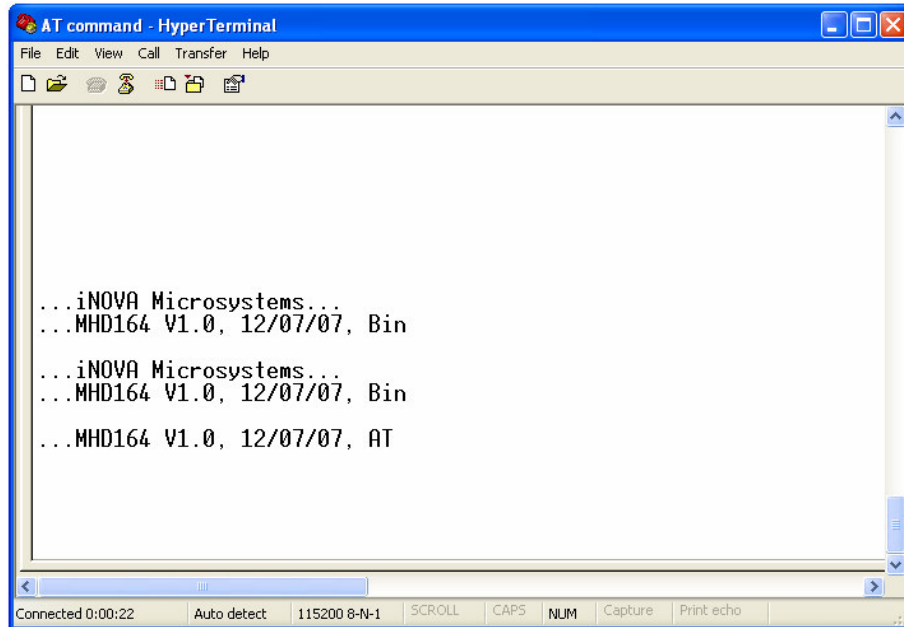 AT command - HyperTerminal
File Edit View Call Transfer Help
...iNOVA Microsystems...
...MHD164 V1.0, 12/07/07, Bin
...iNOVA Microsystems...
...MHD164 V1.0, 12/07/07, Bin
...MHD164 V1.0, 12/07/07, AT
Connected 0:00:22 Auto detect 115200 8-N-1 SCROLL CAPS NUM Capture Print echo